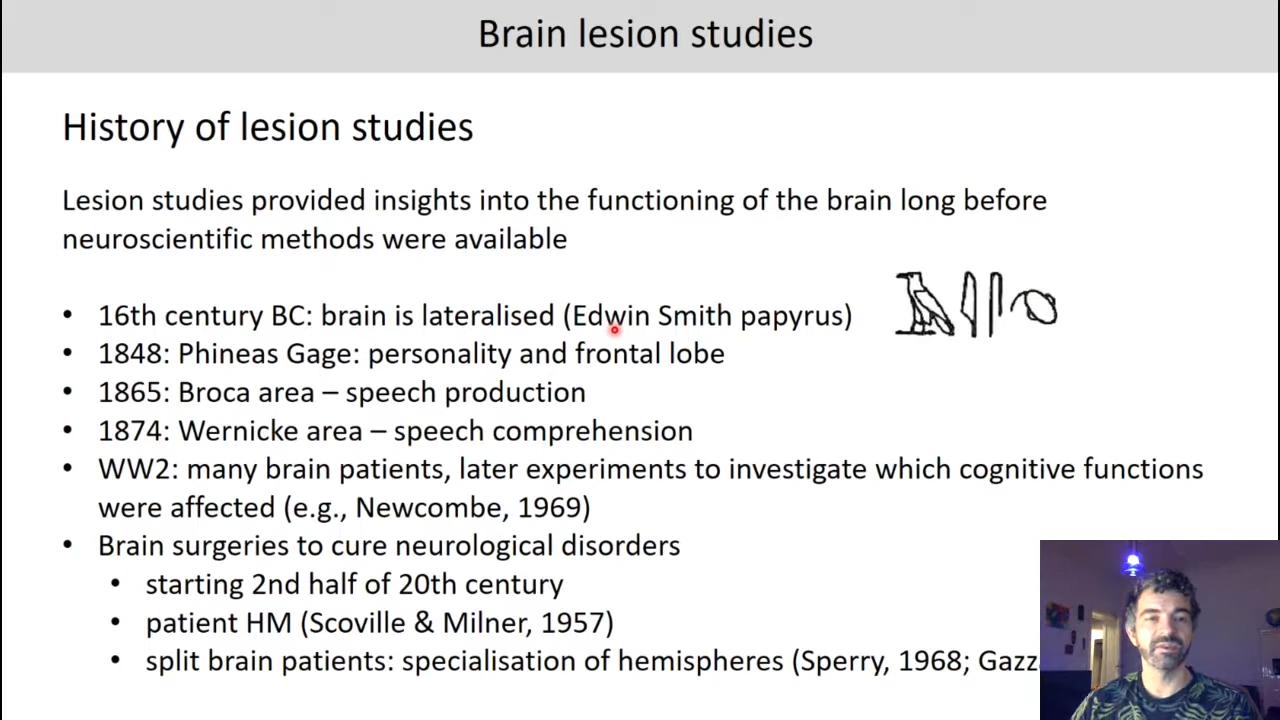 Brain lesion studies
History of lesion studies
Lesion studies provided insights into the functioning of the brain long before
neuroscientific methods were available
• 16th century BC: brain is lateralised (Edwin Smith papyrus)
• 1848: Phineas Gage: personality and frontal lobe
• 1865: Broca area – speech production
• 1874: Wernicke area – speech comprehension
• WW2: many brain patients, later experiments to investigate which cognitive functions
were affected (e.g., Newcombe, 1969)
• Brain surgeries to cure neurological disorders
• starting 2nd half of 20th century
• patient HM (Scoville & Milner, 1957)
• split brain patients: specialisation of hemispheres (Sperry, 1968;